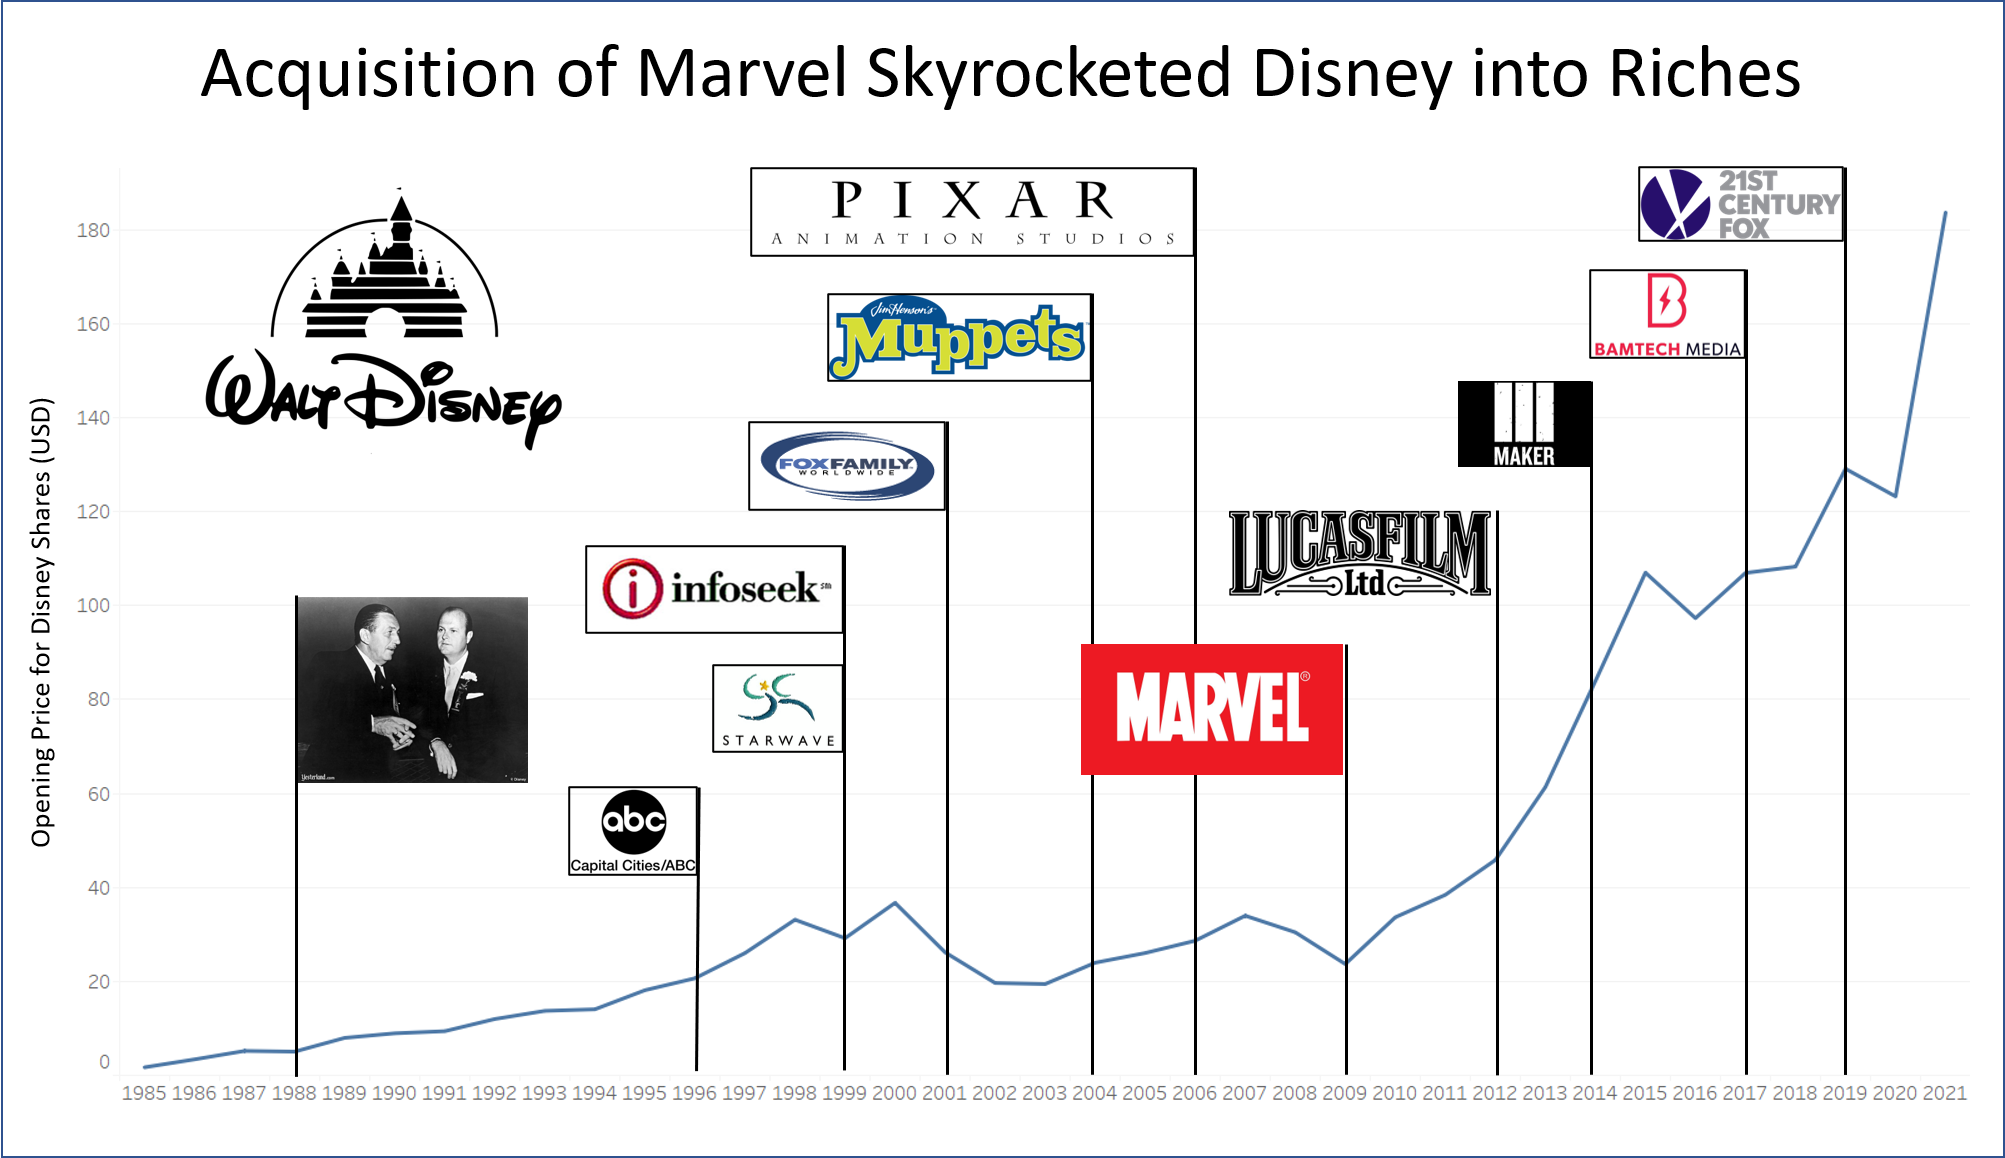 Acquisition of Marvel Skyrocketed Disney into Riches
Opening Price for Disney Shares (USD)
180
160
140
120
100
80
60
40
20
0
WALT DISNEY
PIXAR
ANIMATION STUDIOS
Jim Henson's
Muppets
FOXFAMILY
WORLDWIDE
infoseek
SM
STARWAVE
abc
Capital Cities/ABC
Yesterland.com
© Disney
MARVEL®
LUCASFILM
Ltd
MAKER
B
BAMTECH MEDIA
21ST
CENTURY
FOX
1985 1986 1987 1988 1989 1990 1991 1992 1993 1994 1995 1996 1997 1998 1999 2000 2001 2002 2003 2004 2005 2006 2007 2008 2009 2010 2011 2012 2013 2014 2015 2016 2017 2018 2019 2020 2021